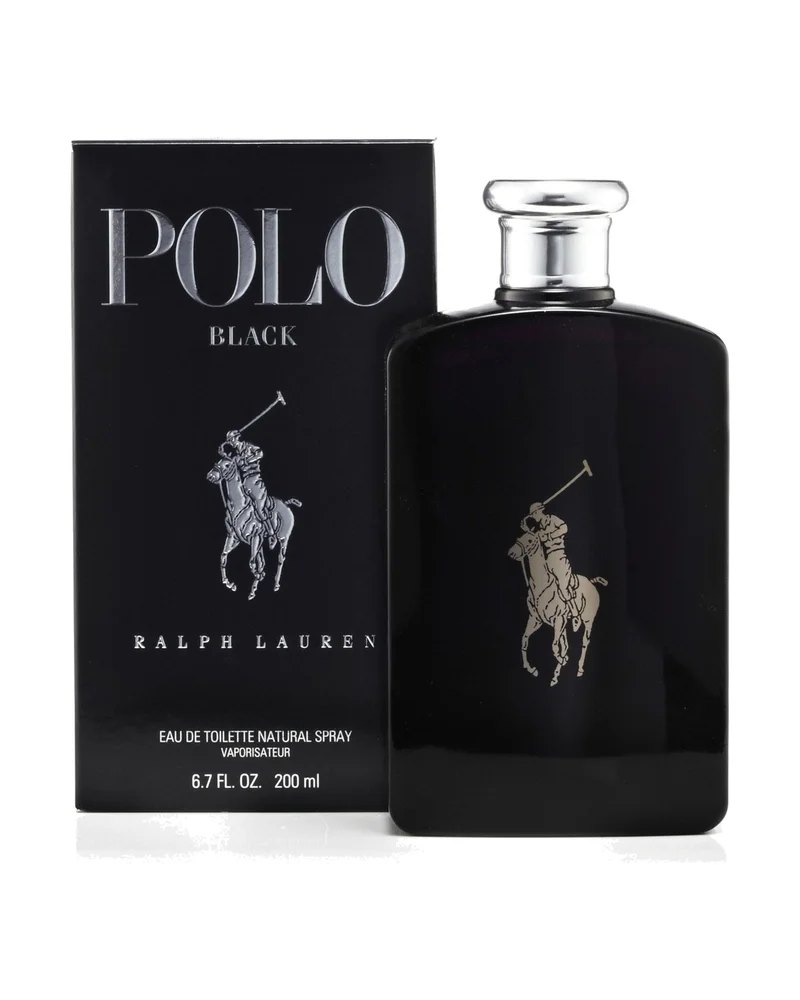 POLO
BLACK
RALPH LAUREN
EAU DE TOILETTE NATURAL SPRAY
VAPORISATEUR
6.7 FL. OZ. 200 ml